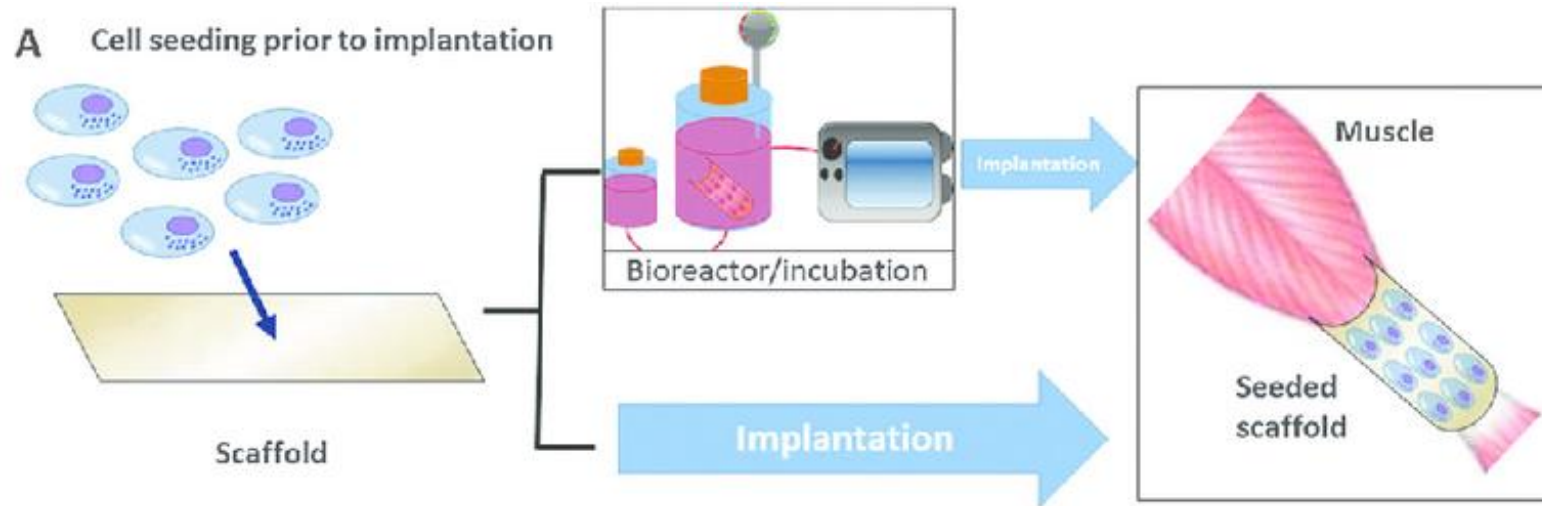 A
Cell seeding prior to implantation
Scaffold
Bioreactor/incubation
Implantation
Implantation
Muscle
Seeded
scaffold